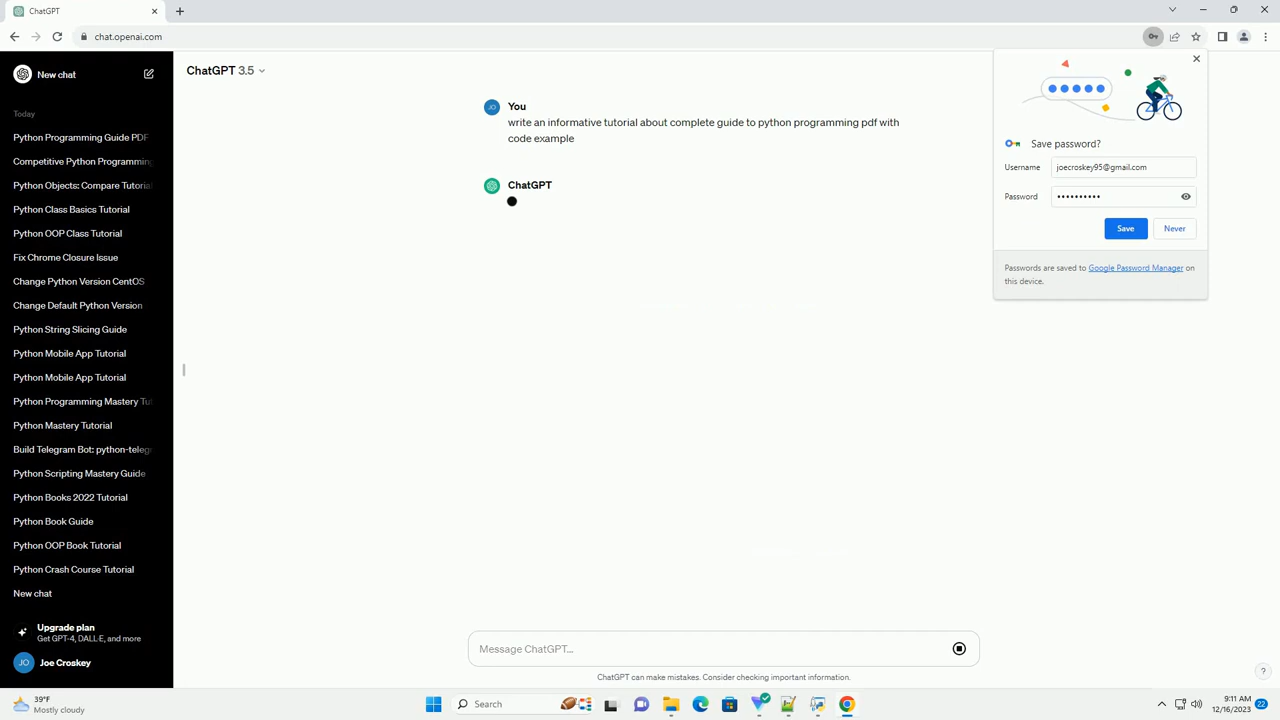 ChatGPT
chat.openai.com
New chat
Today
Python Programming Guide PDF
Competitive Python Programming
Python Objects: Compare Tutorial
Python Class Basics Tutorial
Python OOP Class Tutorial
Fix Chrome Closure Issue
Change Python Version CentOS
Change Default Python Version
Python String Slicing Guide
Python Mobile App Tutorial
Python Mobile App Tutorial
Python Programming Mastery Tu
Python Mastery Tutorial
Build Telegram Bot: python-teleg
Python Scripting Mastery Guide
Python Books 2022 Tutorial
Python Book Guide
Python OOP Book Tutorial
Python Crash Course Tutorial
New chat
Upgrade plan
Get GPT-4, DALL·E, and more
JO Joe Croskey
ChatGPT 3.5
JO You
write an informative tutorial about complete guide to python programming pdf with
code example
ChatGPT
Message ChatGPT...
ChatGPT can make mistakes. Consider checking important information.
?
Save password?
Username joecroskey95@gmail.com
Password ••••••••••
Save Never
Passwords are saved to Google Password Manager on
this device.
39°F
Mostly cloudy
Search
9:11 AM
12/16/2023
22